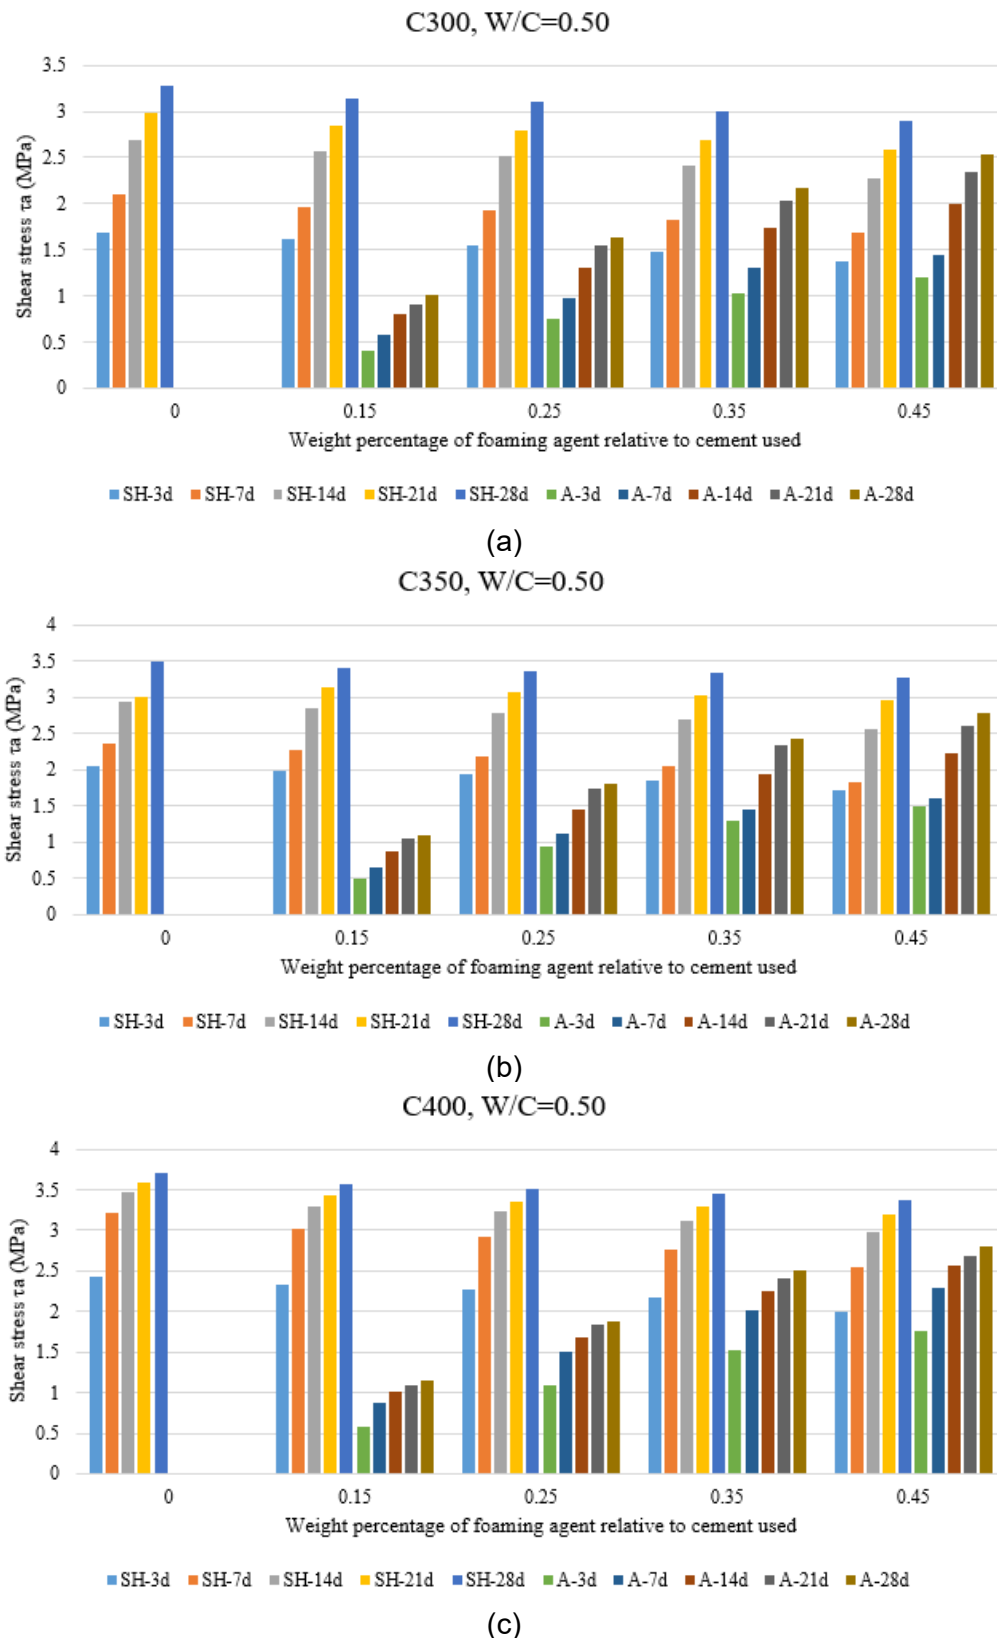 C300, W/C=0.50
3.5
3
2.5
2
1.5
1
0.5
0
Shear stress τa (MPa)
0 0.15 0.25 0.35 0.45
Weight percentage of foaming agent relative to cement used
SH-3d SH-7d SH-14d SH-21d SH-28d A-3d A-7d A-14d A-21d A-28d
(a)
C350, W/C=0.50
4
3.5
3
2.5
2
1.5
1
0.5
0
Shear stress τa (MPa)
0 0.15 0.25 0.35 0.45
Weight percentage of foaming agent relative to cement used
SH-3d SH-7d SH-14d SH-21d SH-28d A-3d A-7d A-14d A-21d A-28d
(b)
C400, W/C=0.50
4
3.5
3
2.5
2
1.5
1
0.5
0
Shear stress τa (MPa)
0 0.15 0.25 0.35 0.45
Weight percentage of foaming agent relative to cement used
SH-3d SH-7d SH-14d SH-21d SH-28d A-3d A-7d A-14d A-21d A-28d
(c)